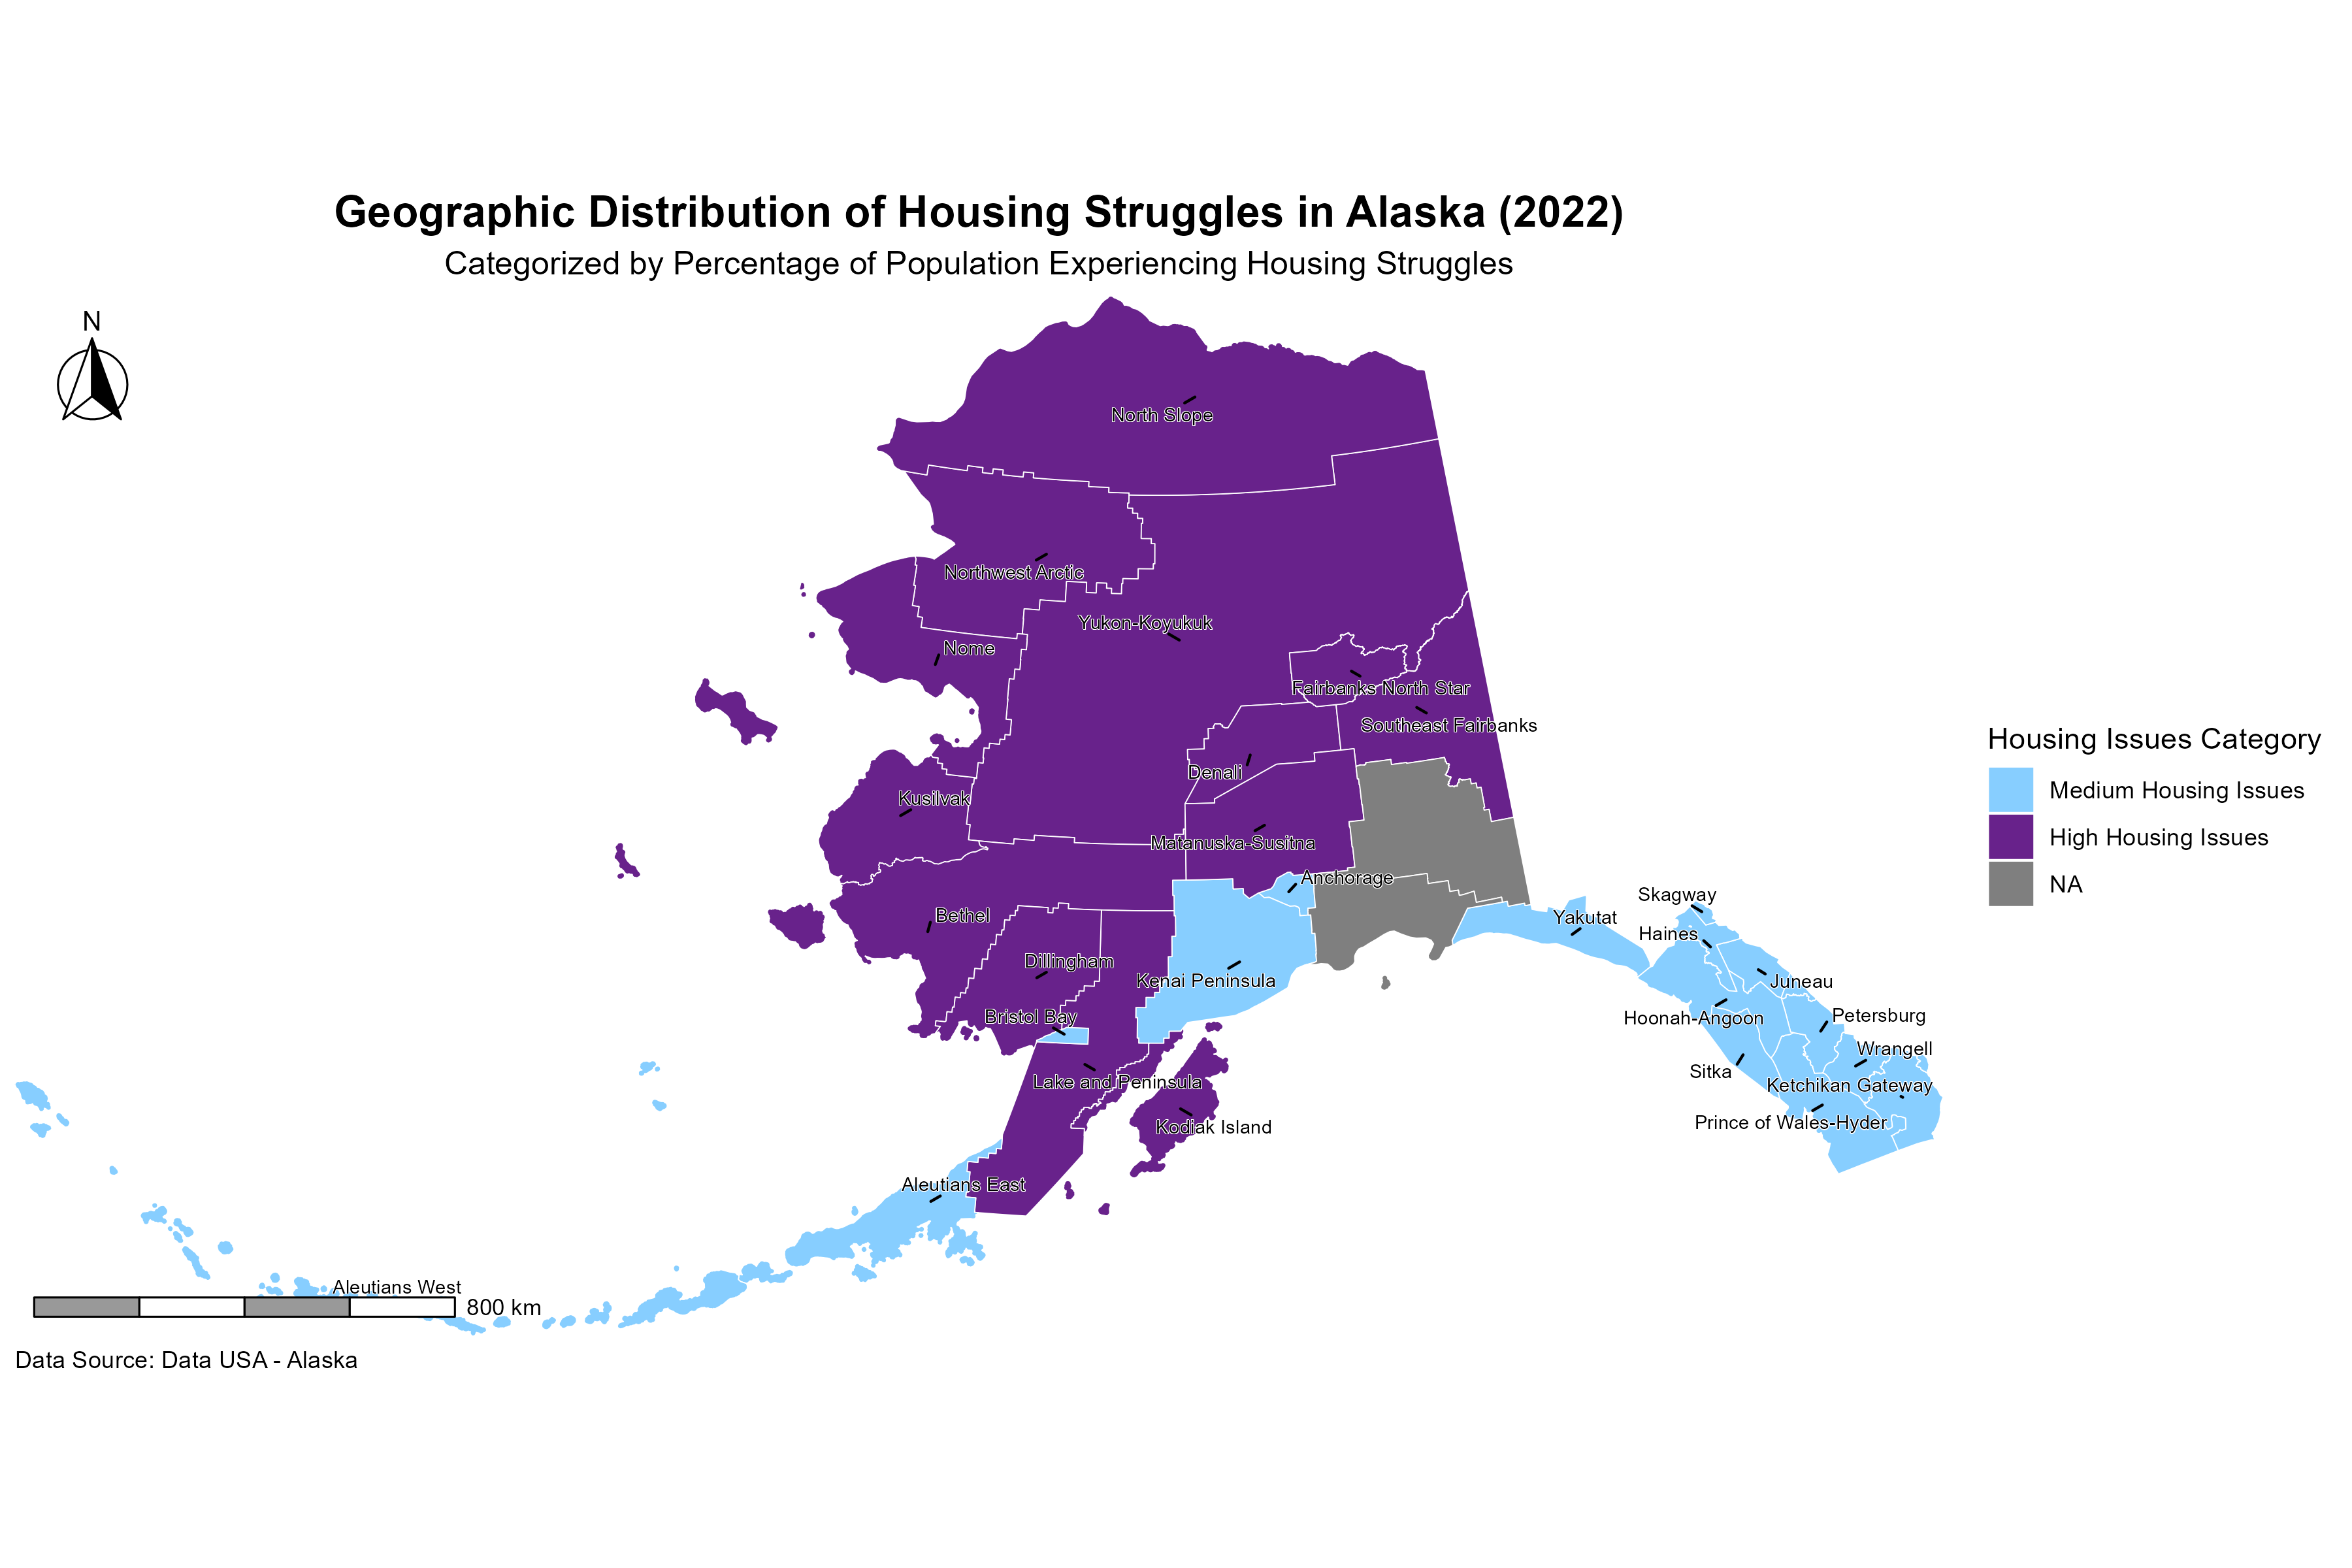 Geographic Distribution of Housing Struggles in Alaska (2022)
Categorized by Percentage of Population Experiencing Housing Struggles
N
North Slope
Northwest Arctic
Yukon-Koyukuk
Nome
Fairbanks North Star
Southeast Fairbanks
Denali
Kusilvak
Matanuska-Susitna
Anchorage
Bethel
Dillingham
Kenai Peninsula
Bristol Bay
Lake and Peninsula
Kodiak Island
Aleutians East
Aleutians West
Yakutat
Skagway
Haines
Juneau
Hoonah-Angoon
Petersburg
Wrangell
Sitka
Ketchikan Gateway
Prince of Wales-Hyder
Housing Issues Category
Medium Housing Issues
High Housing Issues
NA
800 km
Data Source: Data USA - Alaska